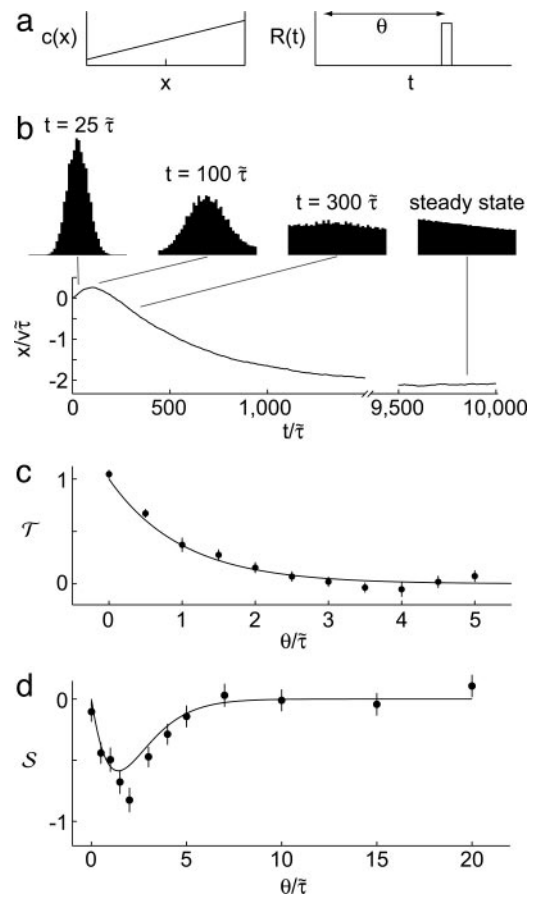 a
c(x)
x
R(t)
θ
t
b
t = 25 τ̃
t = 100 τ̃
t = 300 τ̃
steady state
x/vτ̃
0
-1
-2
0
500
1,000
9,500
10,000
t/τ̃
c
𝒯
1
0
0
1
2
3
4
5
θ/τ̃
d
𝒮
0
-1
0
5
10
15
20
θ/τ̃